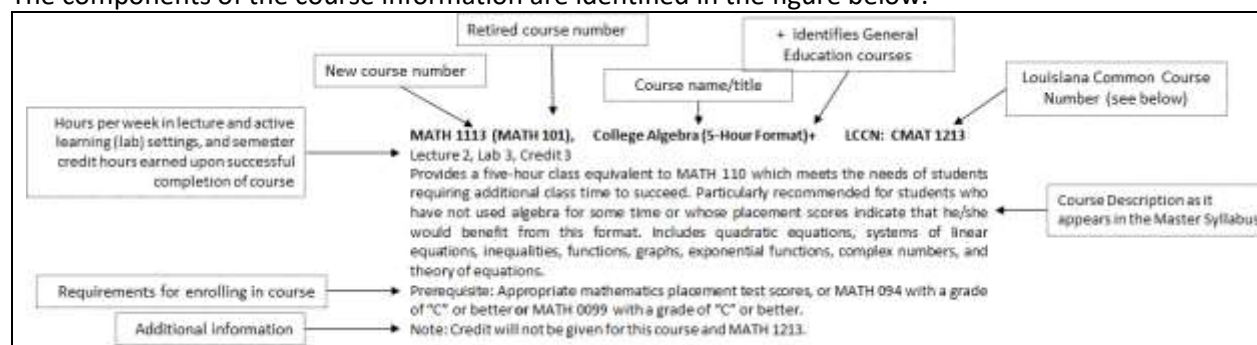 The components of the course information are identified in the figure below.
Retired course number
+ identifies General
Education courses
New course number
Course name/title
Louisiana Common Course
Number (see below)
Hours per week in lecture and active
learning (lab) settings, and semester
credit hours earned upon successful
completion of course
MATH 1113 (MATH 101), College Algebra (5-Hour Format)+ LCCN: CMAT 1213
Lecture 2, Lab 3, Credit 3
Provides a five-hour class equivalent to MATH 110 which meets the needs of students
requiring additional class time to succeed. Particularly recommended for students who
have not used algebra for some time or whose placement scores indicate that he/she
would benefit from this format. Includes quadratic equations, systems of linear
equations, inequalities, functions, graphs, exponential functions, complex numbers, and
theory of equations.
Course Description as it
appears in the Master Syllabus
Requirements for enrolling in course
Prerequisite: Appropriate mathematics placement test scores, or MATH 094 with a grade
of "C" or better or MATH 0099 with a grade of "C" or better.
Additional information
Note: Credit will not be given for this course and MATH 1213.